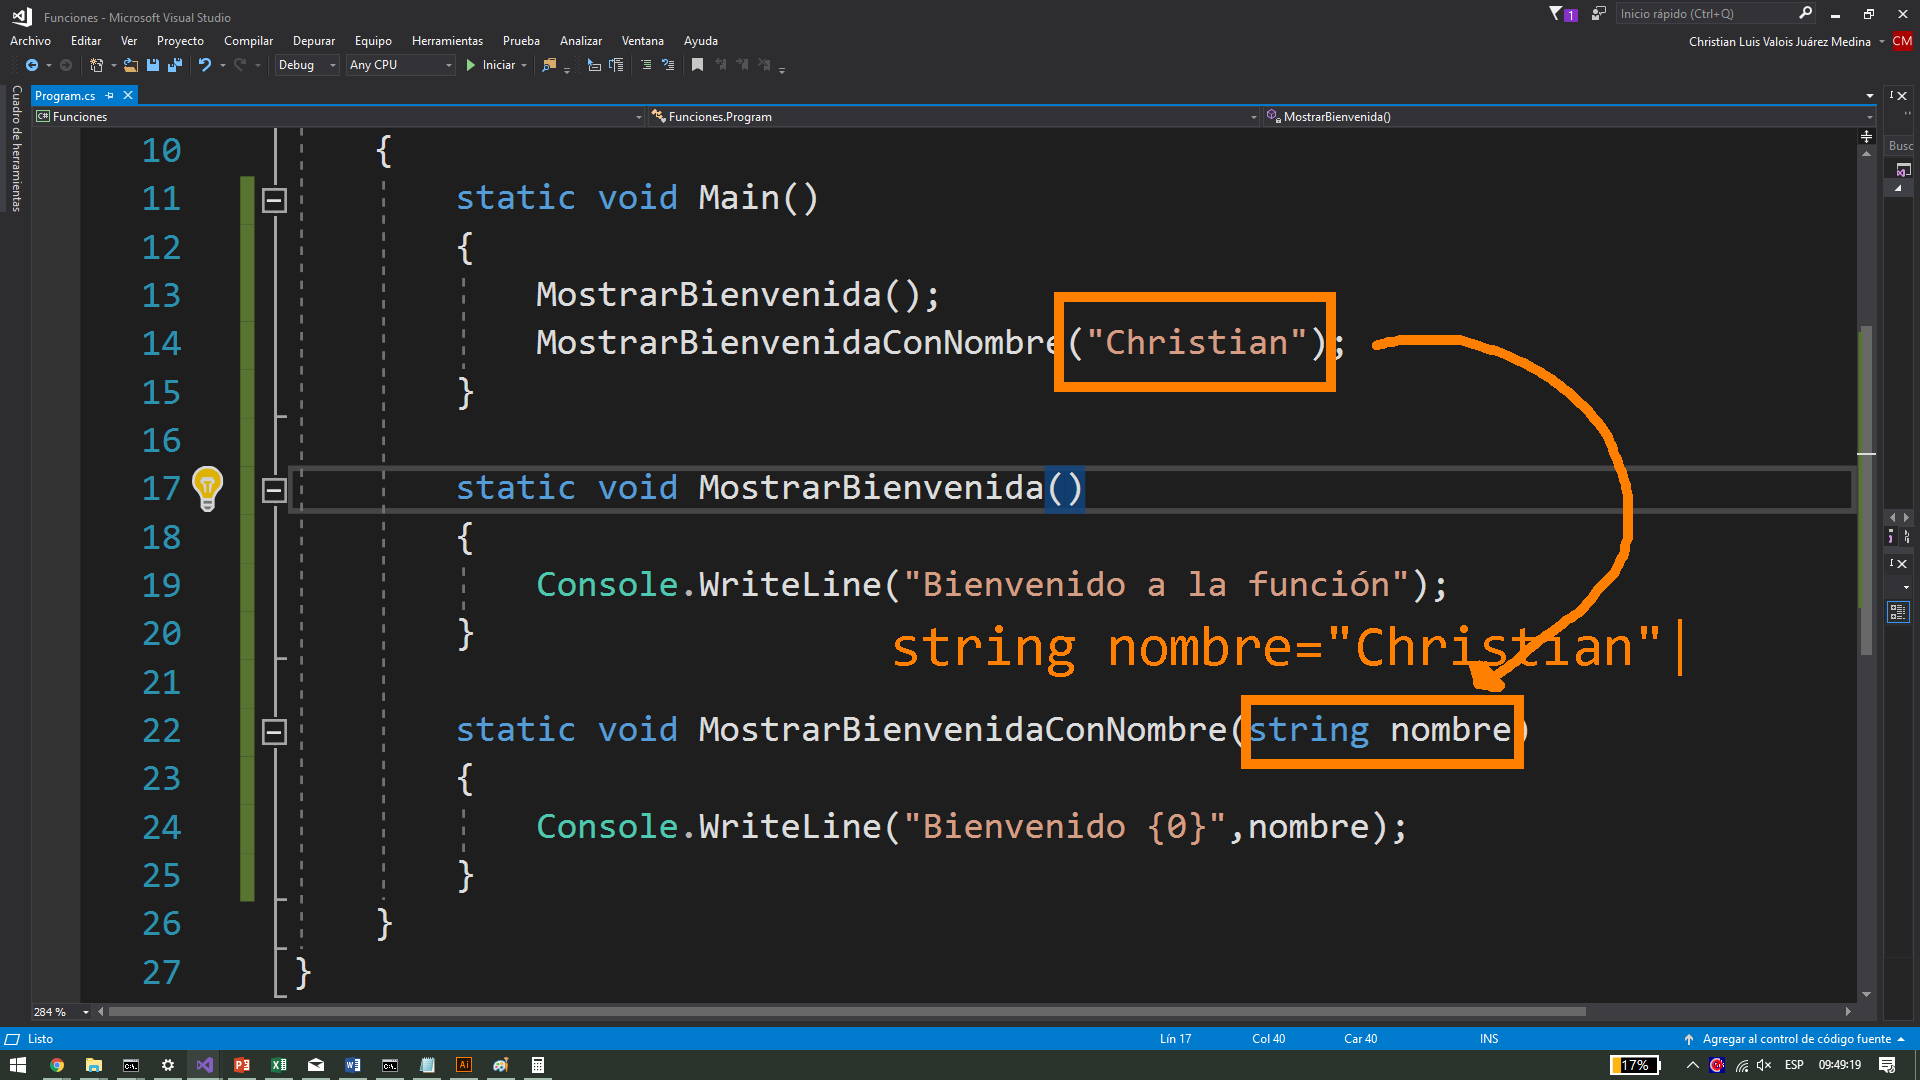 Funciones - Microsoft Visual Studio
1
Inicio rápido (Ctrl+Q)
Archivo Editar Ver Proyecto Compilar Depurar Equipo Herramientas Prueba Analizar Ventana Ayuda
Christian Luis Valois Juárez Medina CM
Debug Any CPU Iniciar
Cuadro de herramientas
Program.cs
C# Funciones Funciones.Program MostrarBienvenida()
Busc
10 {
11 static void Main()
12 {
13 MostrarBienvenida();
14 MostrarBienvenidaConNombre("Christian");
15 }
16
17 static void MostrarBienvenida()
18 {
19 Console.WriteLine("Bienvenido a la función");
20 }
string nombre="Christian"|
21
22 static void MostrarBienvenidaConNombre(string nombre)
23 {
24 Console.WriteLine("Bienvenido {0}",nombre);
25 }
26 }
27 }
284 %
Listo Lín 17 Col 40 Car 40 INS Agregar al control de código fuente
17% ESP 09:49:19